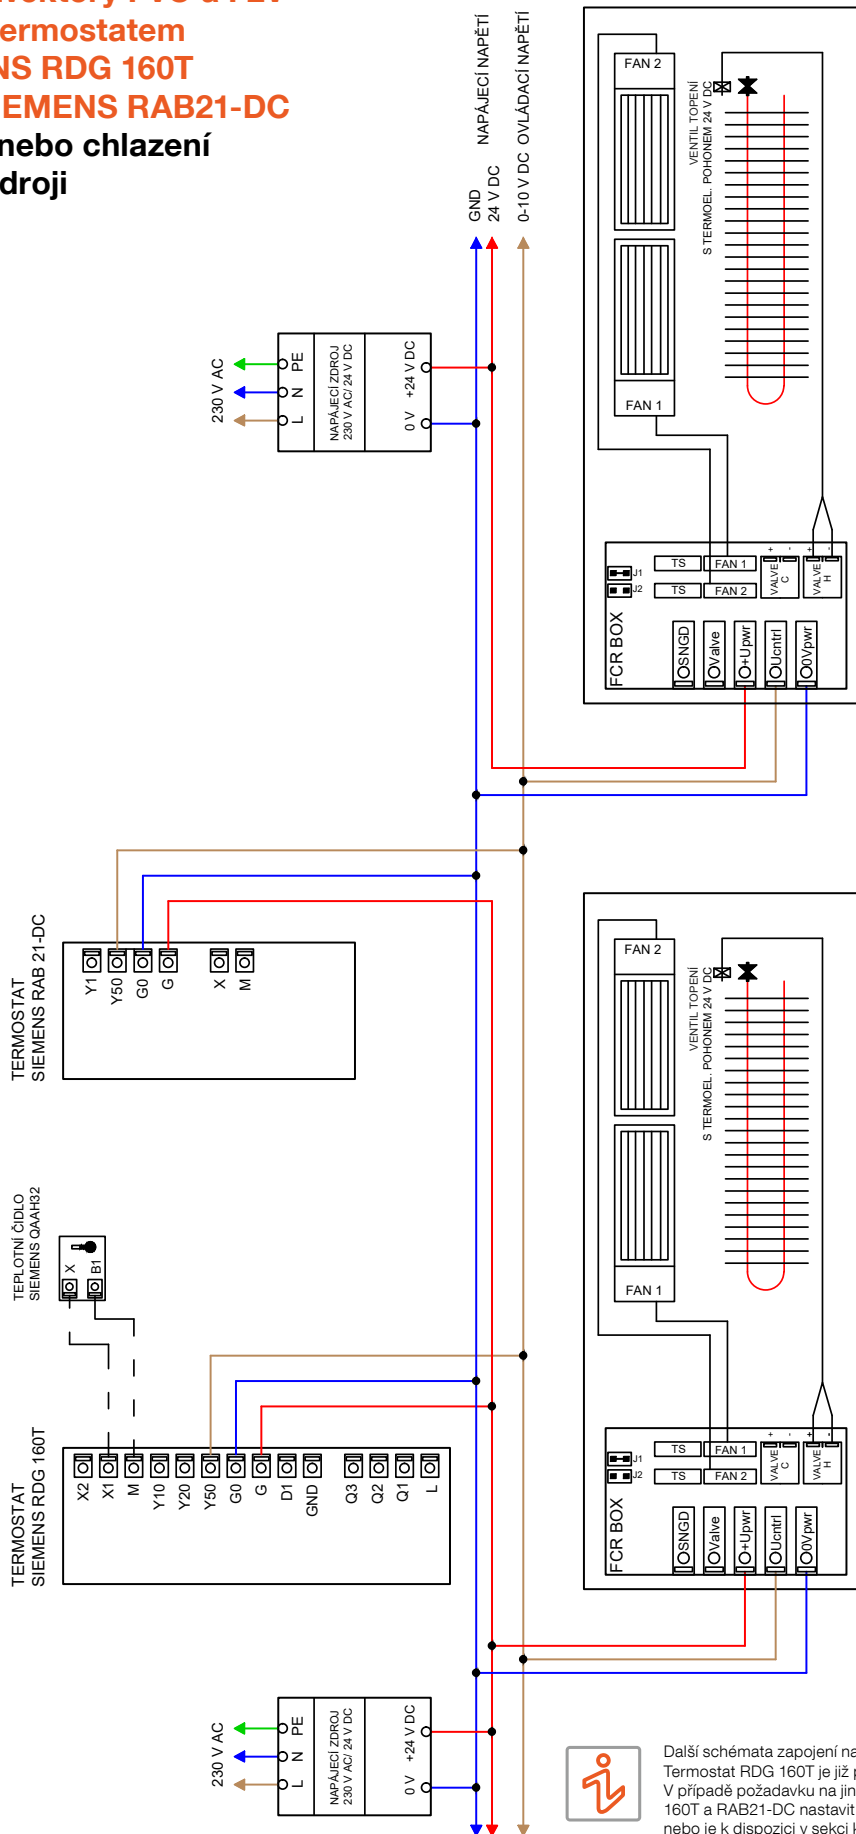 termostatem
RDG 160T
SIEMENS RAB21-DC
nebo chlazení
GND
24 V DC
NAPÁJECÍ NAPĚTÍ
0-10 V DC OVLÁDACÍ NAPĚTÍ
230 V AC
L
N
PE
NAPÁJECÍ ZDROJ
230 V AC/ 24 V DC
0 V
+24 V DC
FAN 2
FAN 1
VENTIL TOPENÍ
S TERMOEL. POHONEM 24 V DC
FCR BOX
J1
J2
TS
FAN 1
TS
FAN 2
VALVE
C
+
-
VALVE
H
+
-
SNGD
Valve
+Upwr
Ucntrl
0Vpwr
TERMOSTAT
SIEMENS RAB 21-DC
Y1
Y50
G0
G
X
M
TEPLOTNÍ ČIDLO
SIEMENS QAAH32
X
B1
TERMOSTAT
SIEMENS RDG 160T
X2
X1
M
Y10
Y20
Y50
G0
G
D1
GND
Q3
Q2
Q1
L
FAN 2
FAN 1
VENTIL TOPENÍ
S TERMOEL. POHONEM 24 V DC
FCR BOX
J1
J2
TS
FAN 1
TS
FAN 2
VALVE
C
+
-
VALVE
H
+
-
SNGD
Valve
+Upwr
Ucntrl
0Vpwr
230 V AC
L
N
PE
NAPÁJECÍ ZDROJ
230 V AC/ 24 V DC
0 V
+24 V DC
Další schémata zapojení
Termostat RDG 160T je již
V případě požadavku na
160T a RAB21-DC nastavit
nebo je k dispozici v sekci